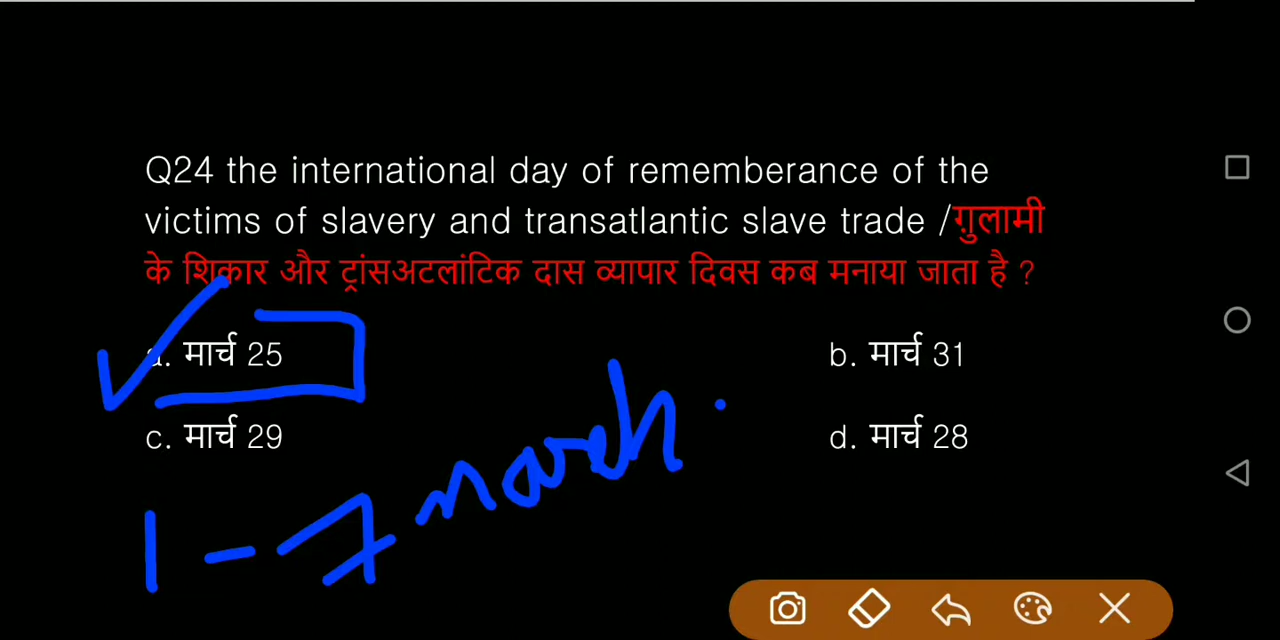 Q24 the international day of rememberance of the
victims of slavery and transatlantic slave trade /ग़ुलामी
के शिकार और ट्रांसअटलांटिक दास व्यापार दिवस कब मनाया जाता है ?
a. मार्च 25
b. मार्च 31
c. मार्च 29
d. मार्च 28
1 - 7 march